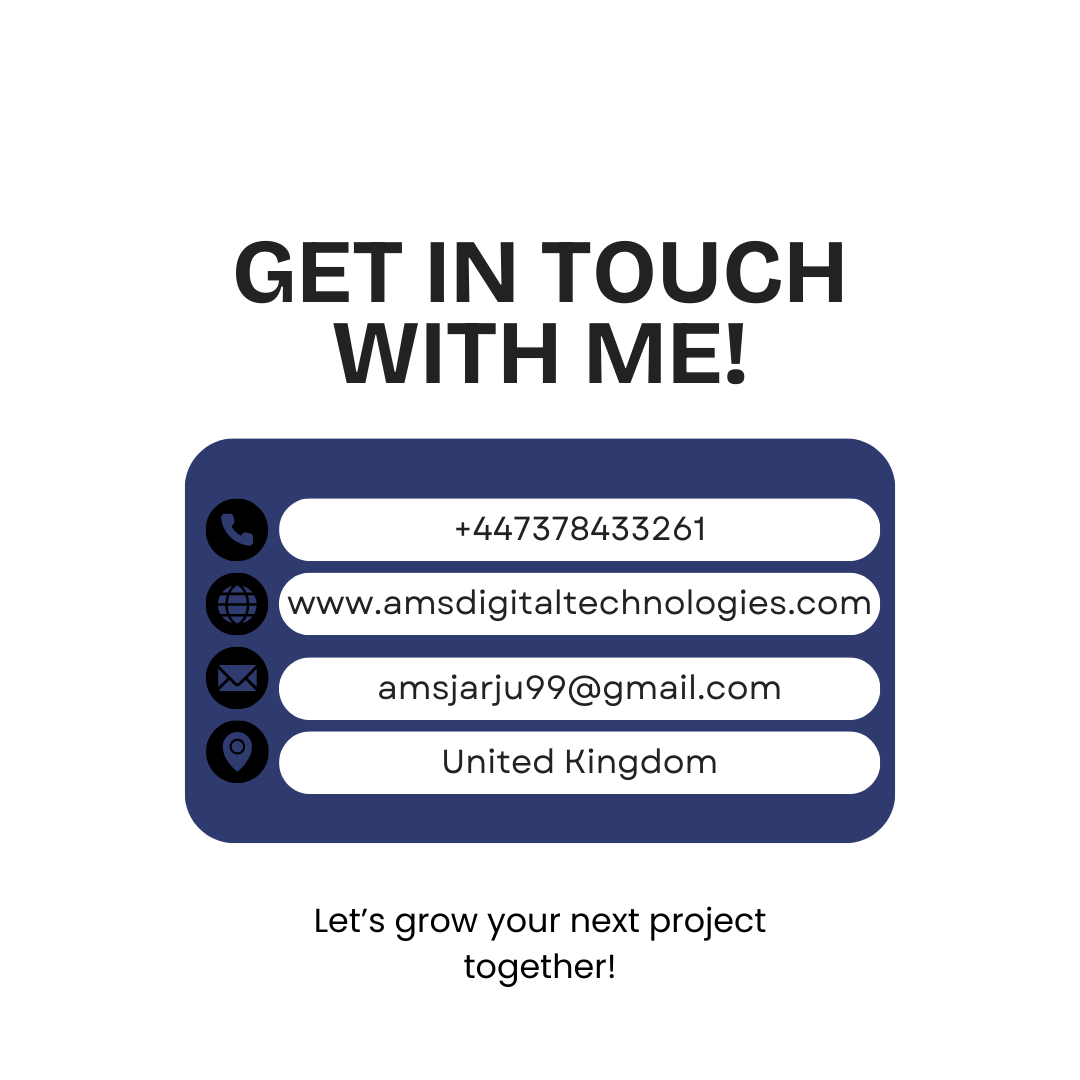 GET IN TOUCH
WITH ME!
+447378433261
www.amsdigitaltechnologies.com
amsjarju99@gmail.com
United Kingdom
Let’s grow your next project
together!